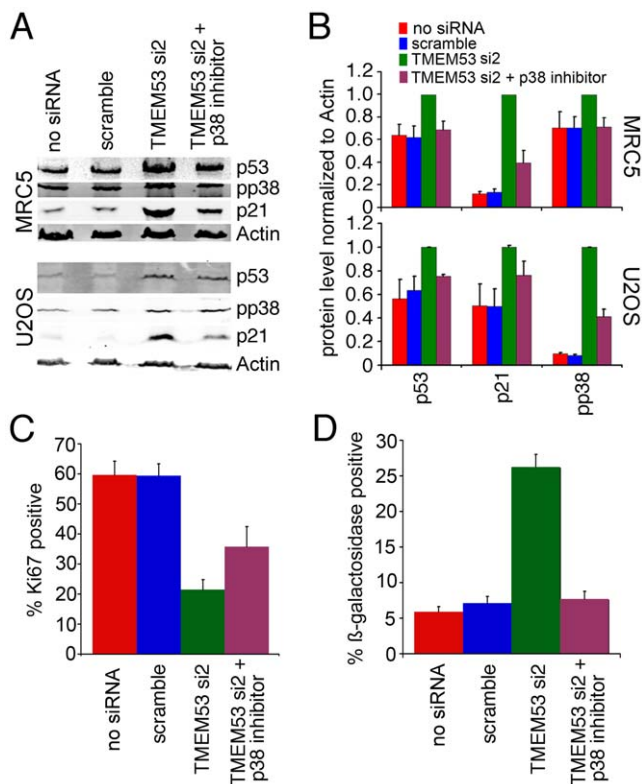 A
no siRNA
scramble
TMEM53 si2
TMEM53 si2 +
p38 inhibitor
MRC5
p53
pp38
p21
Actin
U2OS
p53
pp38
p21
Actin
B
no siRNA
scramble
TMEM53 si2
TMEM53 si2 + p38 inhibitor
protein level normalized to Actin
1.0
0.8
0.6
0.4
0.2
0
MRC5
1.0
0.8
0.6
0.4
0.2
0
U2OS
p53
p21
pp38
C
% Ki67 positive
70
60
50
40
30
20
10
0
no siRNA
scramble
TMEM53 si2
TMEM53 si2 +
p38 inhibitor
D
% ß-galactosidase positive
30
25
20
15
10
5
0
no siRNA
scramble
TMEM53 si2
TMEM53 si2 +
p38 inhibitor